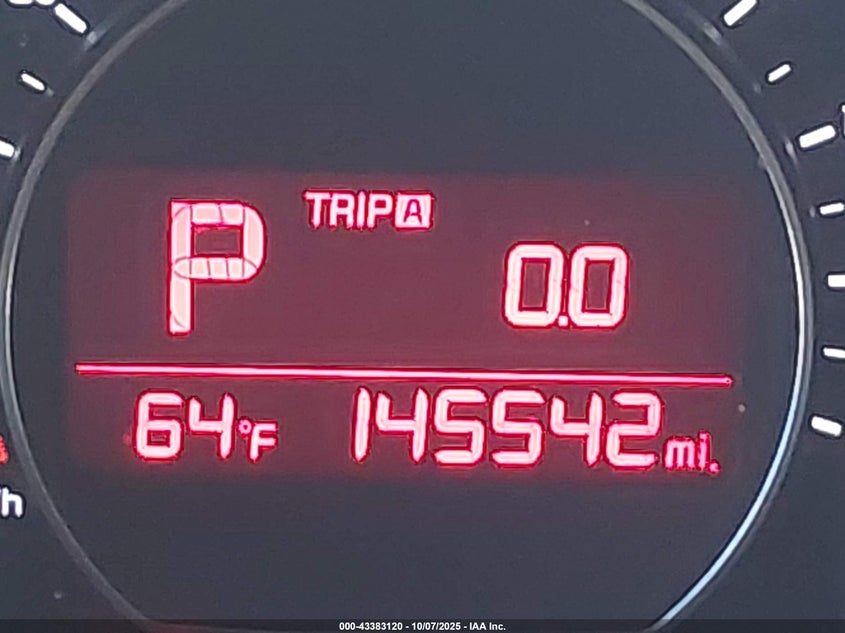 P
TRIP A
0.0
64°F 145542 mi.
/h
000-43383120 - 10/07/2025 - IAA Inc.